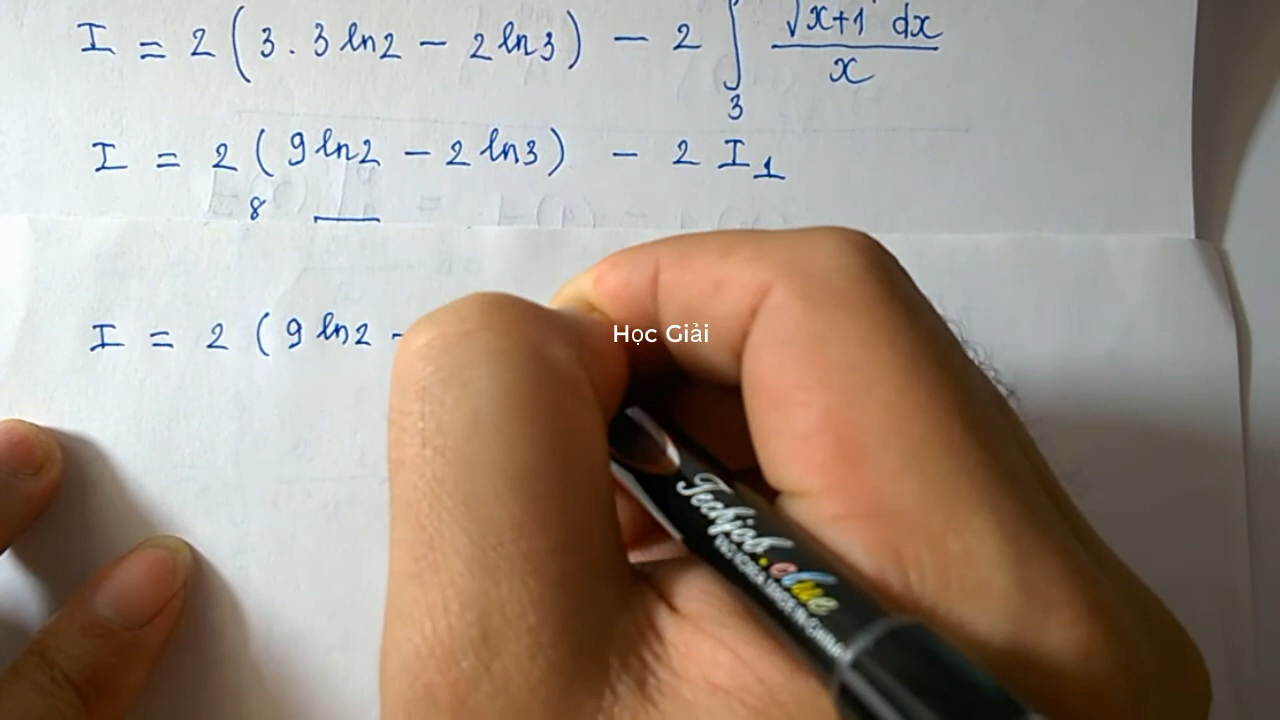 I = 2 ( 3 . 3 ln2 - 2 ln3 ) - 2 ∫ √x+1 dx / x
3
I = 2 ( 9 ln2 - 2 ln3 ) - 2 I₁
8
I = 2 ( 9 ln2 -
Học Giải
Techjob